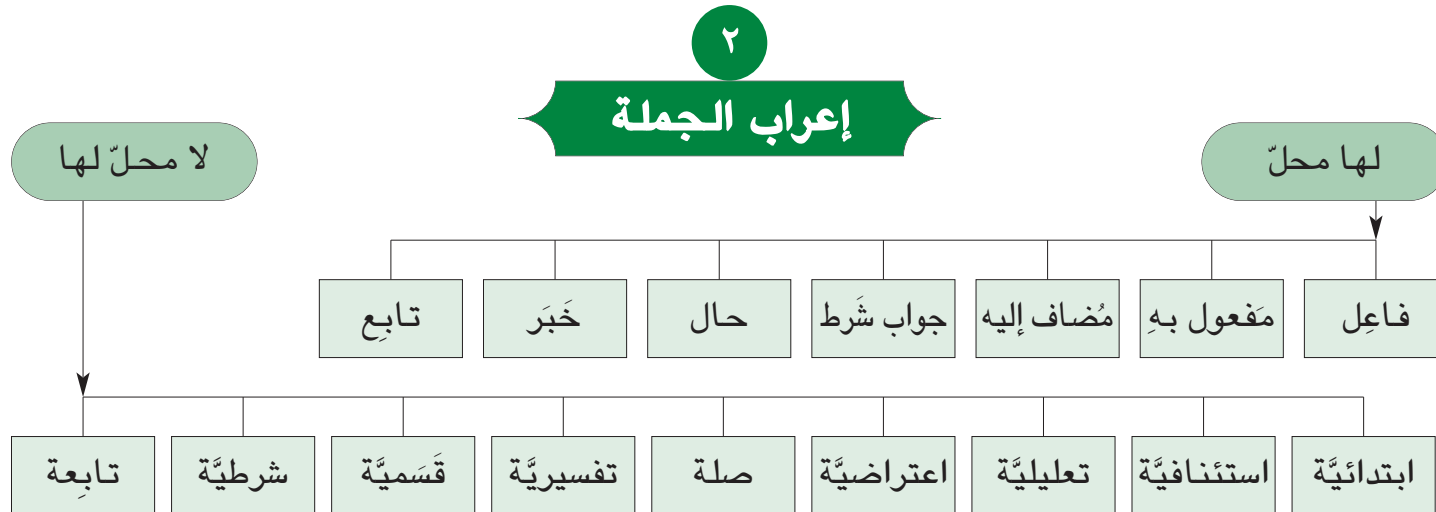 ٢
إعراب الجملة
لها محلّ
لا محلّ لها
فاعِل
مَفعول بهِ
مُضاف إليه
جواب شَرط
حال
خَبَر
تابِع
ابتدائيَّة
استئنافيَّة
تعليليَّة
اعتراضيَّة
صلة
تفسيريَّة
قَسَميَّة
شرطيَّة
تابِعة